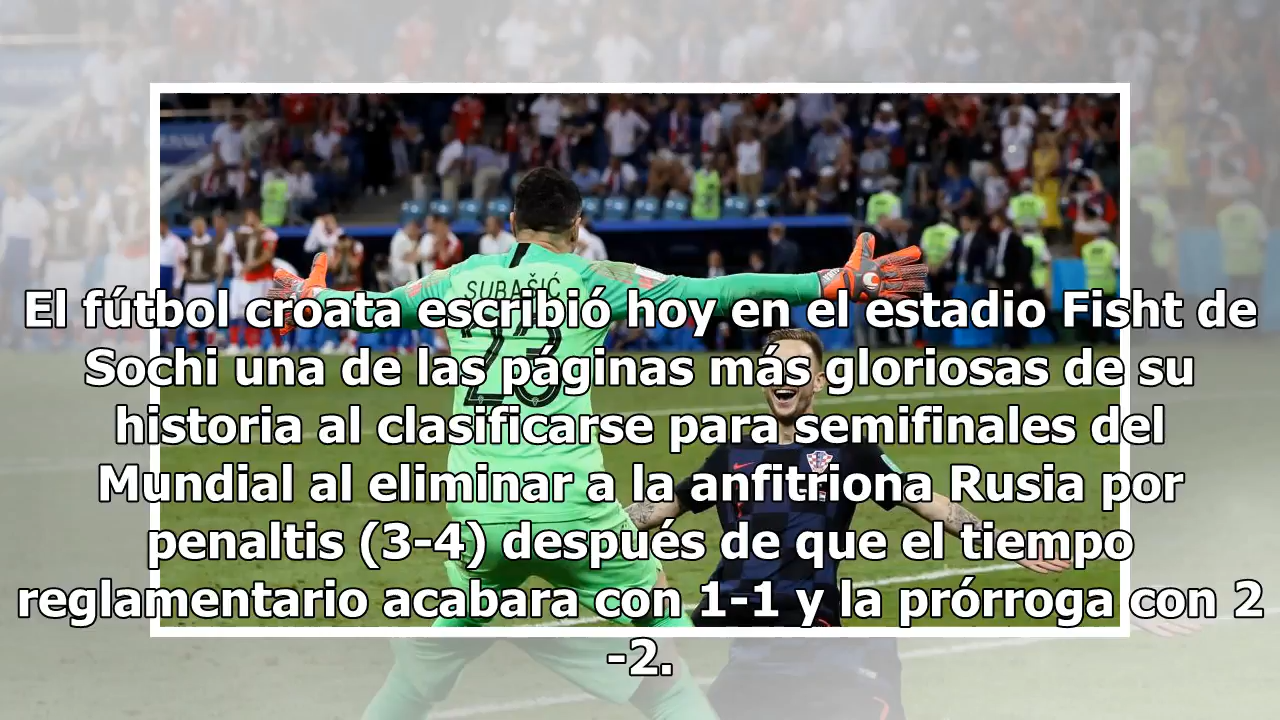 SUBAŠIĆ
23
El fútbol croata escribió hoy en el estadio Fisht de
Sochi una de las páginas más gloriosas de su
historia al clasificarse para semifinales del
Mundial al eliminar a la anfitriona Rusia por
penaltis (3-4) después de que el tiempo
reglamentario acabara con 1-1 y la prórroga con 2
-2.